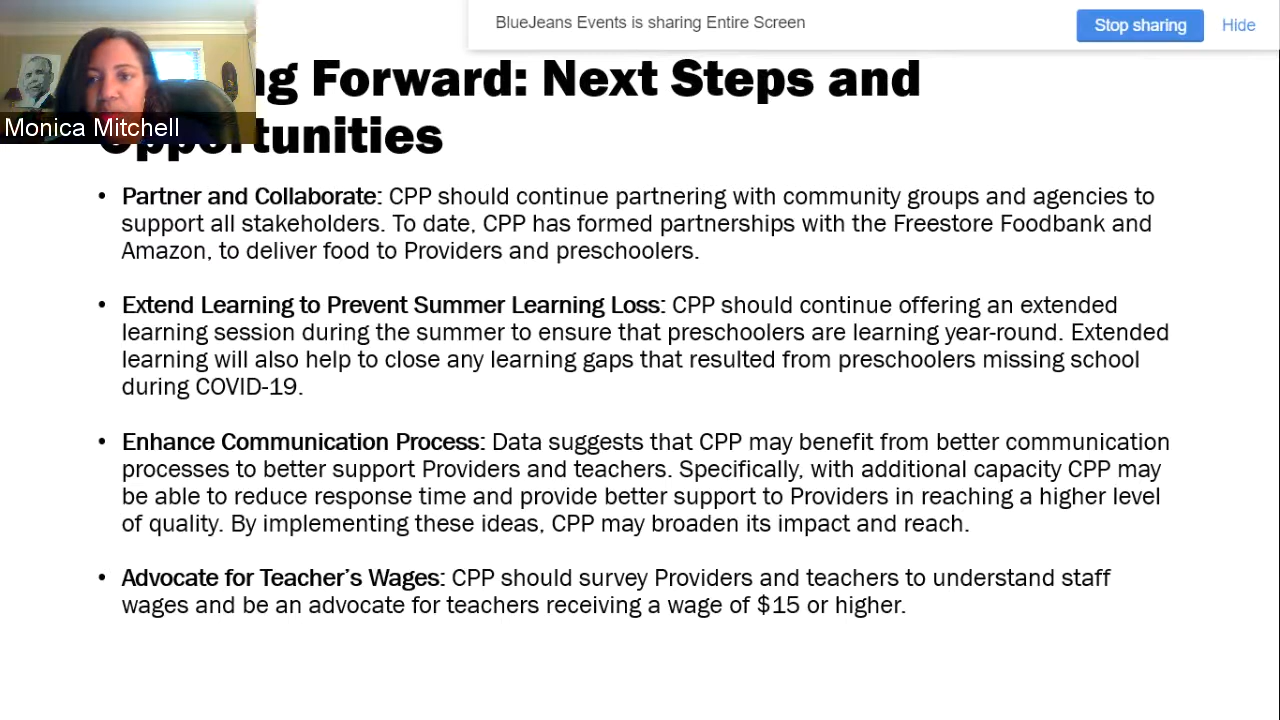 BlueJeans Events is sharing Entire Screen
Stop sharing
Hide
Forward: Next Steps and
Opportunities
Monica Mitchell
• Partner and Collaborate: CPP should continue partnering with community groups and agencies to
support all stakeholders. To date, CPP has formed partnerships with the Freestore Foodbank and
Amazon, to deliver food to Providers and preschoolers.
• Extend Learning to Prevent Summer Learning Loss: CPP should continue offering an extended
learning session during the summer to ensure that preschoolers are learning year-round. Extended
learning will also help to close any learning gaps that resulted from preschoolers missing school
during COVID-19.
• Enhance Communication Process: Data suggests that CPP may benefit from better communication
processes to better support Providers and teachers. Specifically, with additional capacity CPP may
be able to reduce response time and provide better support to Providers in reaching a higher level
of quality. By implementing these ideas, CPP may broaden its impact and reach.
• Advocate for Teacher's Wages: CPP should survey Providers and teachers to understand staff
wages and be an advocate for teachers receiving a wage of $15 or higher.